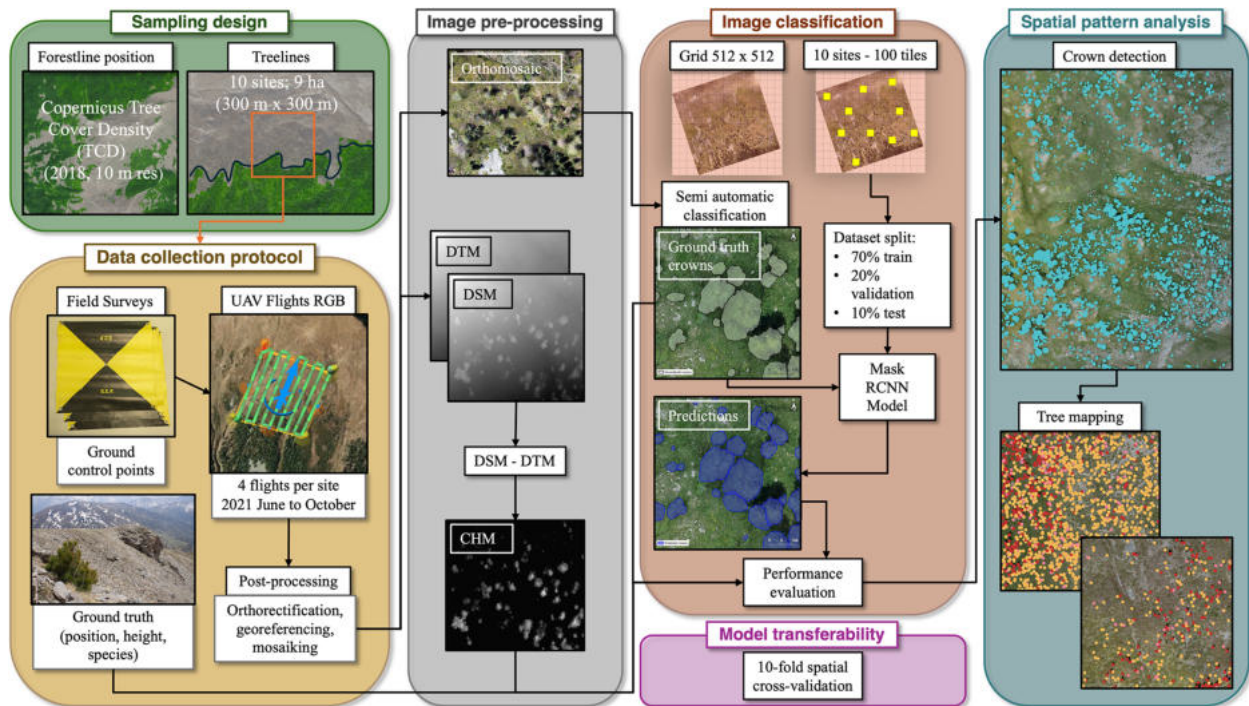 Sampling design
Forestline position
Treelines
Copernicus Tree
Cover Density
(TCD)
(2018, 10 m res)
10 sites; 9 ha
(300 m x 300 m)
Data collection protocol
Field Surveys
UAV Flights RGB
Ground
control points
4 flights per site
2021 June to October
Ground truth
(position, height,
species)
Post-processing
Orthorectification,
georeferencing,
mosaiking
Image pre-processing
Orthomosaic
DTM
DSM
DSM - DTM
CHM
Image classification
Grid 512 x 512
10 sites - 100 tiles
Semi automatic
classification
Ground truth
crowns
Dataset split:
• 70% train
• 20%
validation
• 10% test
Mask
RCNN
Model
Predictions
Performance
evaluation
Model transferability
10-fold spatial
cross-validation
Spatial pattern analysis
Crown detection
Tree mapping